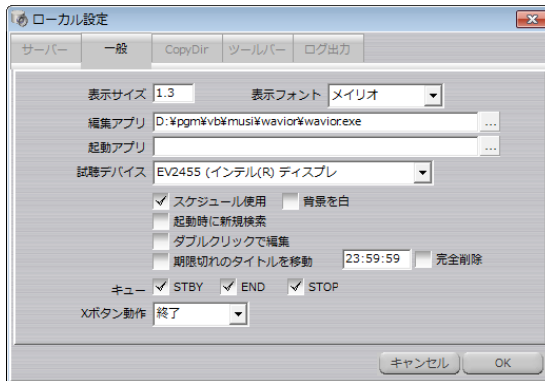 ローカル設定
サーバー 一般 CopyDir ツールバー ログ出力
表示サイズ 1.3 表示フォント メイリオ
編集アプリ D:¥pgm¥vb¥musi¥wavior¥wavior.exe ...
起動アプリ ...
試聴デバイス EV2455 (インテル(R) ディスプレ
スケジュール使用 背景を白
起動時に新規検索
ダブルクリックで編集
期限切れのタイトルを移動 23:59:59 完全削除
キュー STBY END STOP
Xボタン動作 終了
キャンセル OK